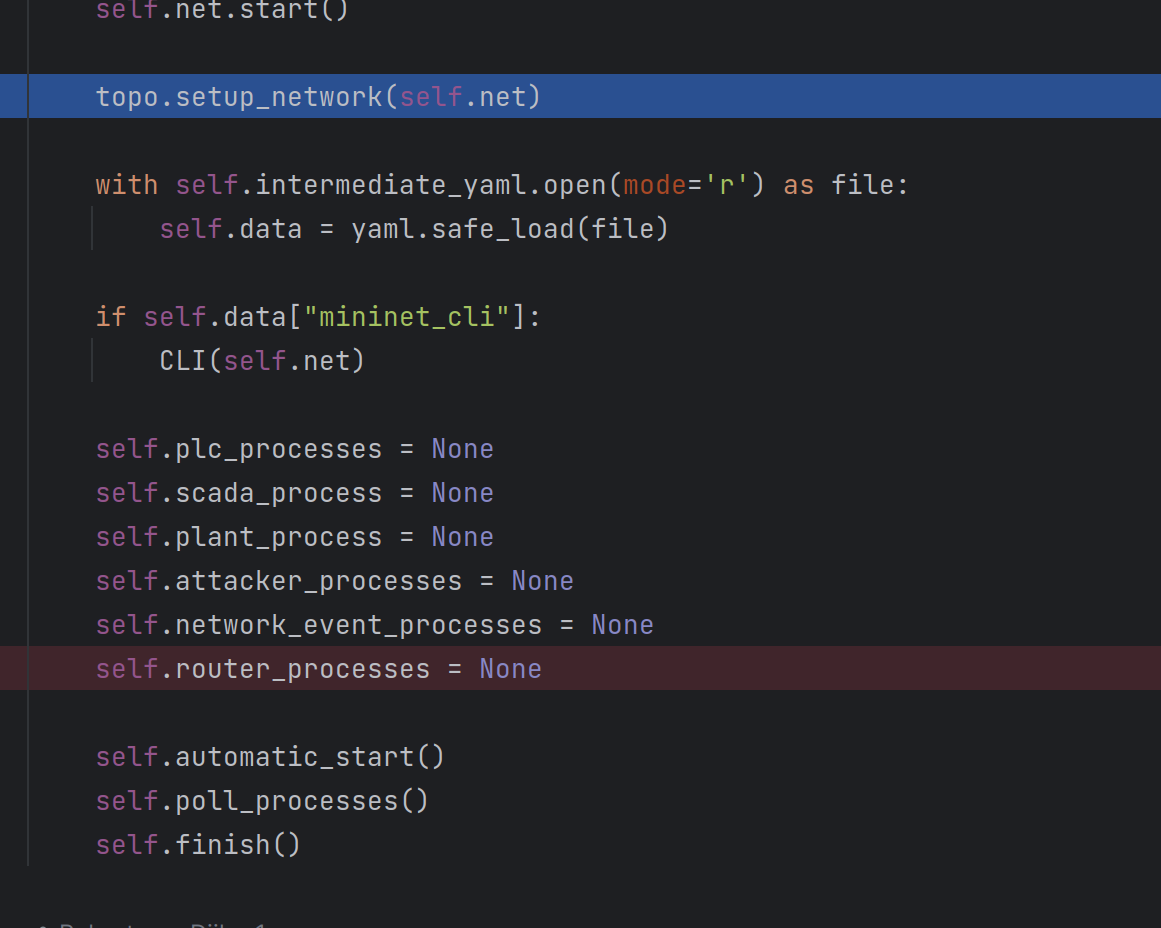 self.net.start()
topo.setup_network(self.net)
with self.intermediate_yaml.open(mode='r') as file:
self.data = yaml.safe_load(file)
if self.data["mininet_cli"]:
CLI(self.net)
self.plc_processes = None
self.scada_process = None
self.plant_process = None
self.attacker_processes = None
self.network_event_processes = None
self.router_processes = None
self.automatic_start()
self.poll_processes()
self.finish()